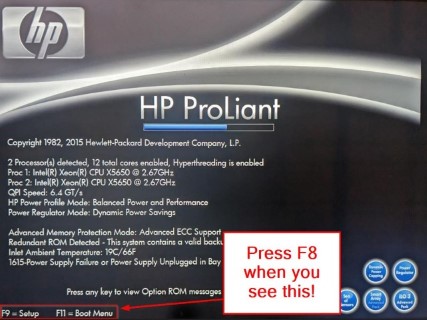 hp
HP ProLiant
Copyright 1982, 2015 Hewlett-Packard Development Company, L.P.
2 Processor(s) detected, 12 total cores enabled, Hyperthreading is enabled
Proc 1: Intel(R) Xeon(R) CPU X5650 @ 2.67GHz
Proc 2: Intel(R) Xeon(R) CPU X5650 @ 2.67GHz
QPI Speed: 6.4 GT/s
HP Power Profile Mode: Balanced Power and Performance
Power Regulator Mode: Dynamic Power Savings
Advanced Memory Protection Mode: Advanced ECC Support
Redundant ROM Detected - This system contains a valid backu
Inlet Ambient Temperature: 19C/66F
1615-Power Supply Failure or Power Supply Unplugged in Bay
Press any key to view Option ROM messages
Press F8
when you
see this!
Power
Regulator
F9 = Setup F11 = Boot Menu